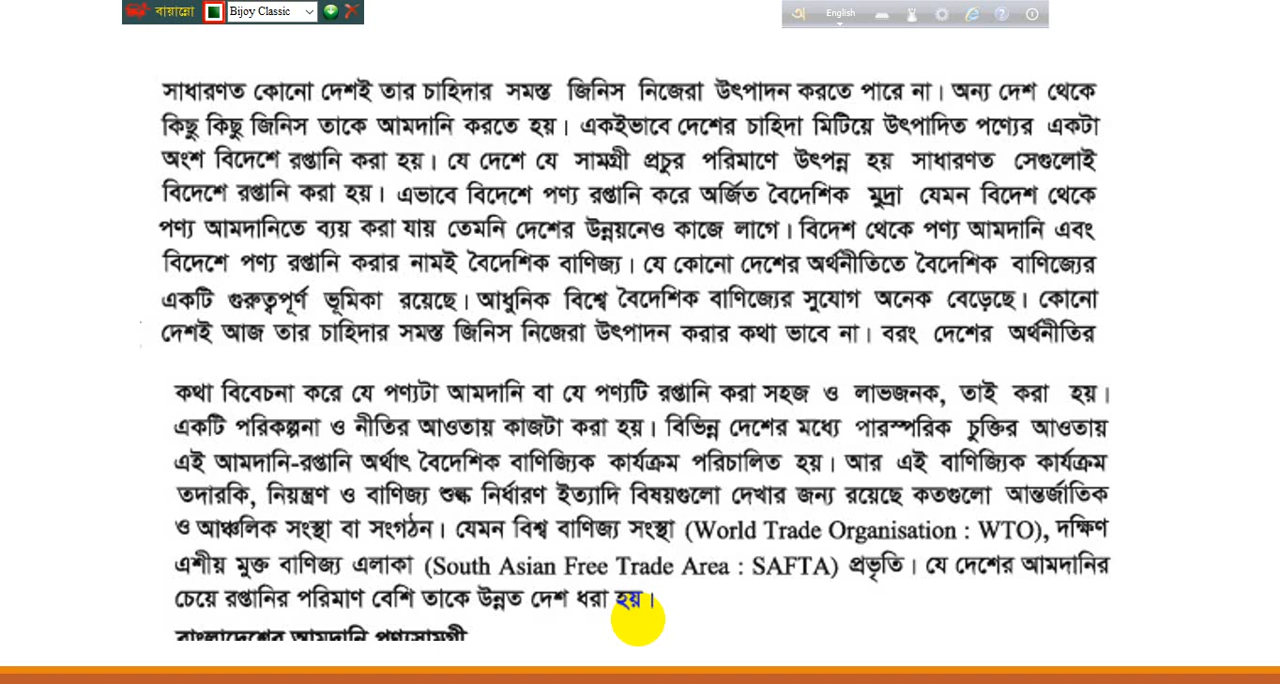 বায়ান্নো Bijoy Classic
English
সাধারণত কোনো দেশই তার চাহিদার সমস্ত জিনিস নিজেরা উৎপাদন করতে পারে না। অন্য দেশ থেকে
কিছু কিছু জিনিস তাকে আমদানি করতে হয়। একইভাবে দেশের চাহিদা মিটিয়ে উৎপাদিত পণ্যের একটা
অংশ বিদেশে রপ্তানি করা হয়। যে দেশে যে সামগ্রী প্রচুর পরিমাণে উৎপন্ন হয় সাধারণত সেগুলোই
বিদেশে রপ্তানি করা হয়। এভাবে বিদেশে পণ্য রপ্তানি করে অর্জিত বৈদেশিক মুদ্রা যেমন বিদেশ থেকে
পণ্য আমদানিতে ব্যয় করা যায় তেমনি দেশের উন্নয়নেও কাজে লাগে। বিদেশ থেকে পণ্য আমদানি এবং
বিদেশে পণ্য রপ্তানি করার নামই বৈদেশিক বাণিজ্য। যে কোনো দেশের অর্থনীতিতে বৈদেশিক বাণিজ্যের
একটি গুরুত্বপূর্ণ ভূমিকা রয়েছে। আধুনিক বিশ্বে বৈদেশিক বাণিজ্যের সুযোগ অনেক বেড়েছে। কোনো
দেশই আজ তার চাহিদার সমস্ত জিনিস নিজেরা উৎপাদন করার কথা ভাবে না। বরং দেশের অর্থনীতির
কথা বিবেচনা করে যে পণ্যটা আমদানি বা যে পণ্যটি রপ্তানি করা সহজ ও লাভজনক, তাই করা হয়।
একটি পরিকল্পনা ও নীতির আওতায় কাজটা করা হয়। বিভিন্ন দেশের মধ্যে পারস্পরিক চুক্তির আওতায়
এই আমদানি-রপ্তানি অর্থাৎ বৈদেশিক বাণিজ্যিক কার্যক্রম পরিচালিত হয়। আর এই বাণিজ্যিক কার্যক্রম
তদারকি, নিয়ন্ত্রণ ও বাণিজ্য শুল্ক নির্ধারণ ইত্যাদি বিষয়গুলো দেখার জন্য রয়েছে কতগুলো আন্তর্জাতিক
ও আঞ্চলিক সংস্থা বা সংগঠন। যেমন বিশ্ব বাণিজ্য সংস্থা (World Trade Organisation : WTO), দক্ষিণ
এশীয় মুক্ত বাণিজ্য এলাকা (South Asian Free Trade Area : SAFTA) প্রভৃতি। যে দেশের আমদানির
চেয়ে রপ্তানির পরিমাণ বেশি তাকে উন্নত দেশ ধরা হয়।
বাংলাদেশের আমদানি পণ্যসামগ্রী